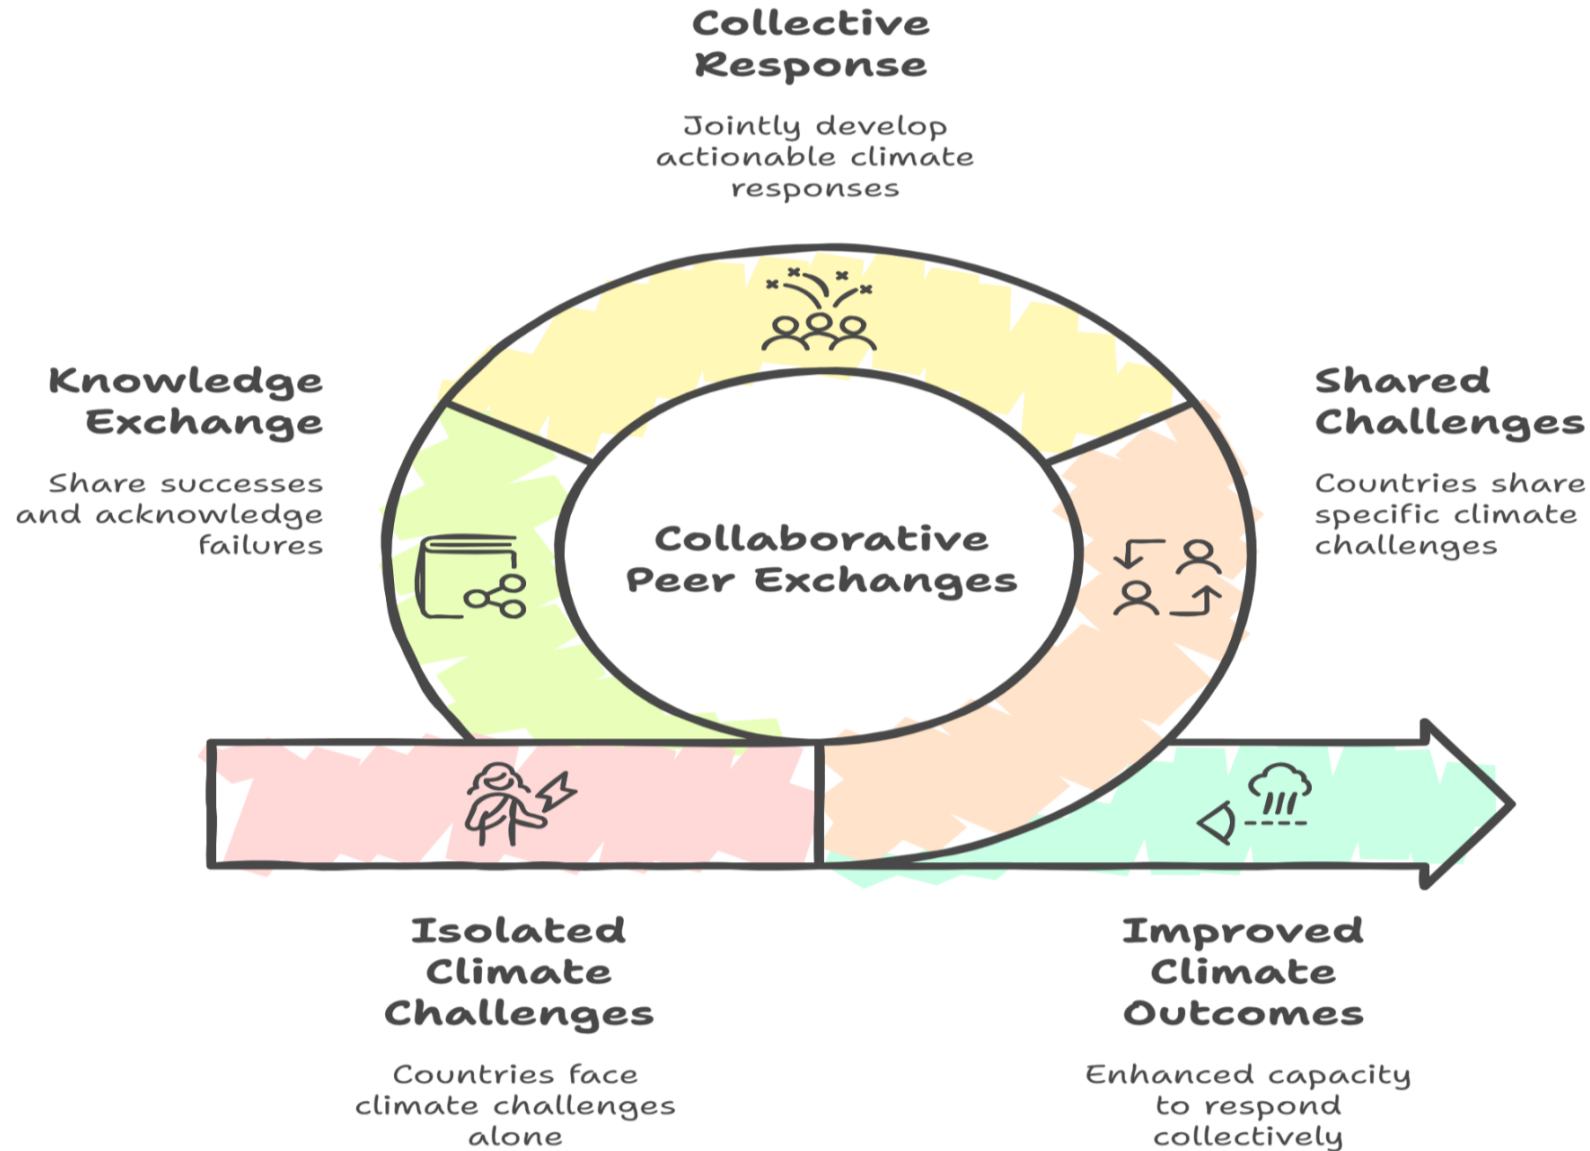 Collective
Response
Jointly develop
actionable climate
responses
Knowledge
Exchange
Share successes
and acknowledge
failures
Shared
Challenges
Countries share
specific climate
challenges
Collaborative
Peer Exchanges
Isolated
Climate
Challenges
Countries face
climate challenges
alone
Improved
Climate
Outcomes
Enhanced capacity
to respond
collectively